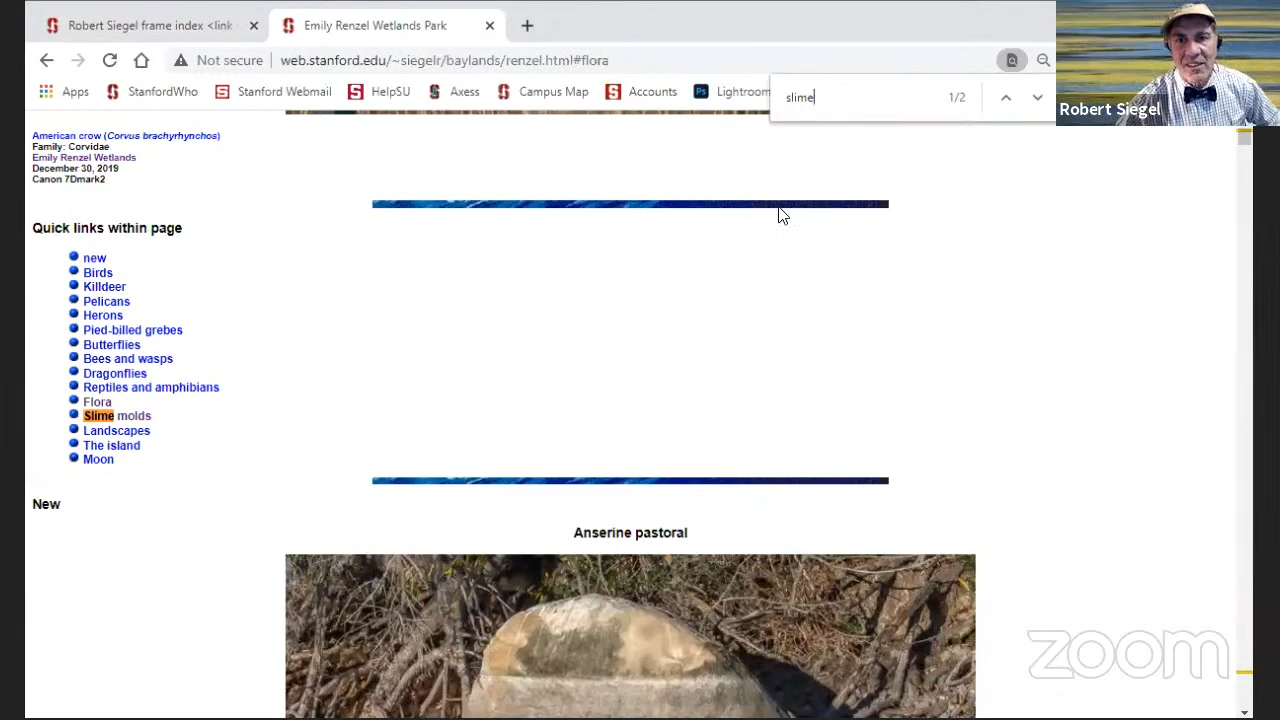 Robert Siegel frame index <link
Emily Renzel Wetlands Park
Not secure
web.stanford.edu/~siegelr/baylands/renzel.html#flora
Apps
StanfordWho
Stanford Webmail
HelpSU
Axess
Campus Map
Accounts
Lightroom
slime
1/2
Robert Siegel
American crow (Corvus brachyrhynchos)
Family: Corvidae
Emily Renzel Wetlands
December 30, 2019
Canon 7Dmark2
Quick links within page
new
Birds
Killdeer
Pelicans
Herons
Pied-billed grebes
Butterflies
Bees and wasps
Dragonflies
Reptiles and amphibians
Flora
Slime molds
Landscapes
The island
Moon
New
Anserine pastoral
zoom